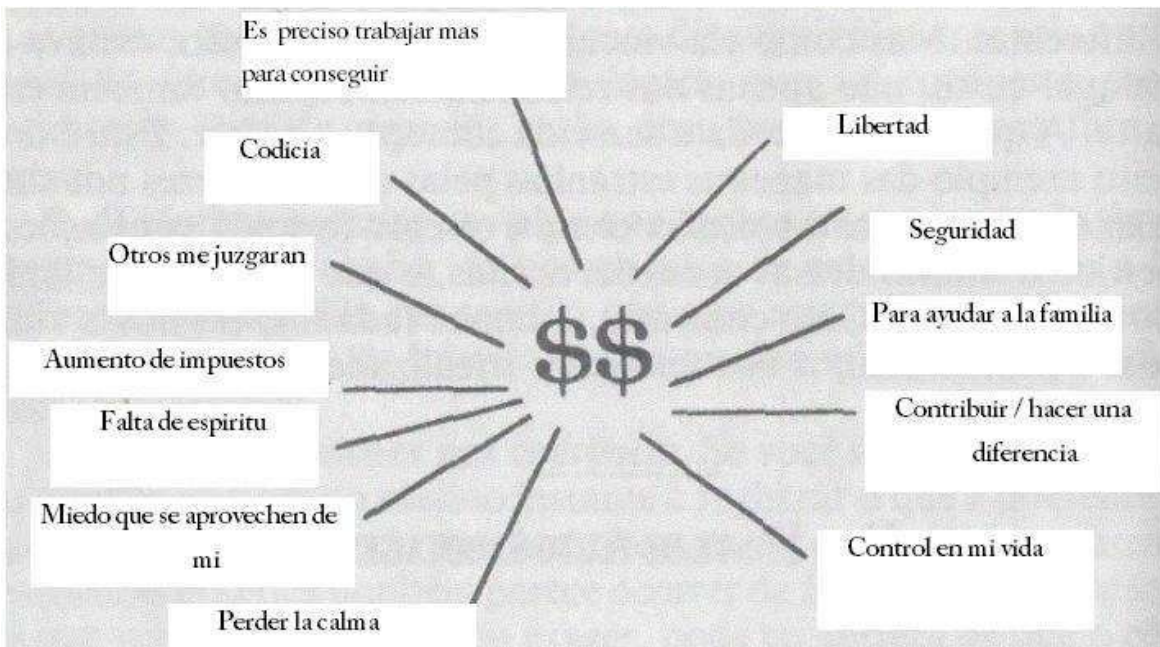 Es preciso trabajar mas
para conseguir
Codicia
Libertad
Otros me juzgaran
Seguridad
$$
Para ayudar a la familia
Aumento de impuestos
Falta de espiritu
Contribuir / hacer una
diferencia
Miedo que se aprovechen de
mi
Control en mi vida
Perder la calma